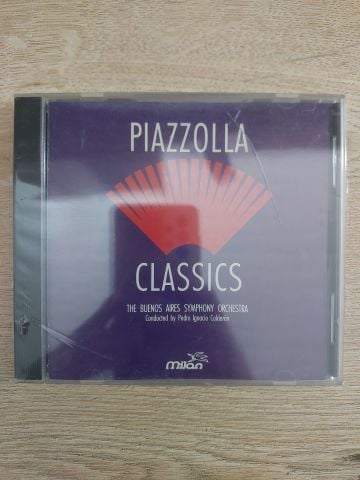 PIAZZOLLA
CLASSICS
THE BUENOS AIRES SYMPHONY ORCHESTRA
Conducted by Pedro Ignacio Calderón
milan